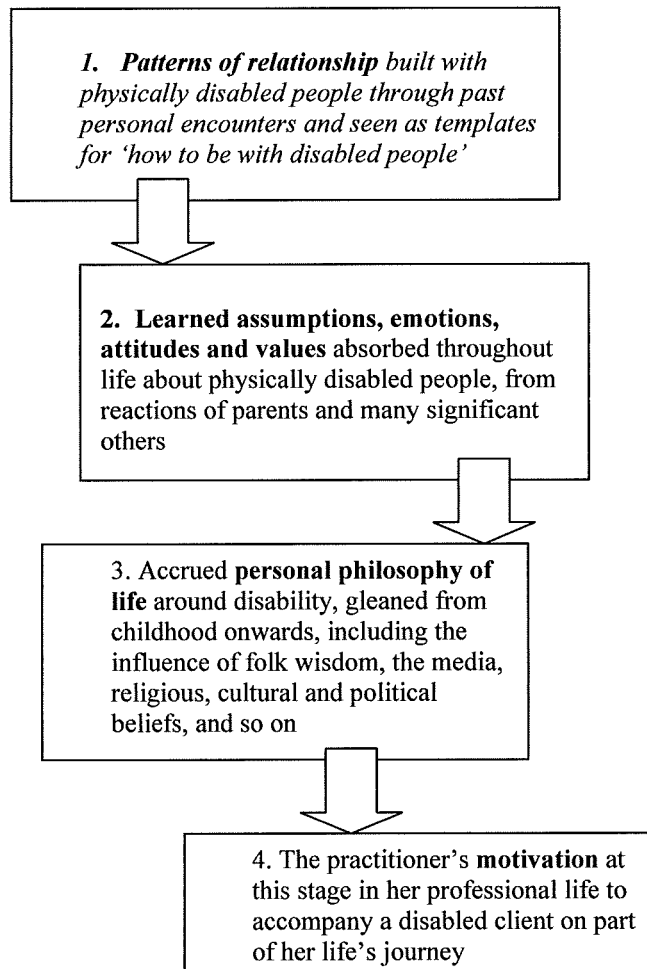 1. Patterns of relationship built with
physically disabled people through past
personal encounters and seen as templates
for ‘how to be with disabled people’
2. Learned assumptions, emotions,
attitudes and values absorbed throughout
life about physically disabled people, from
reactions of parents and many significant
others
3. Accrued personal philosophy of
life around disability, gleaned from
childhood onwards, including the
influence of folk wisdom, the media,
religious, cultural and political
beliefs, and so on
4. The practitioner’s motivation at
this stage in her professional life to
accompany a disabled client on part
of her life’s journey